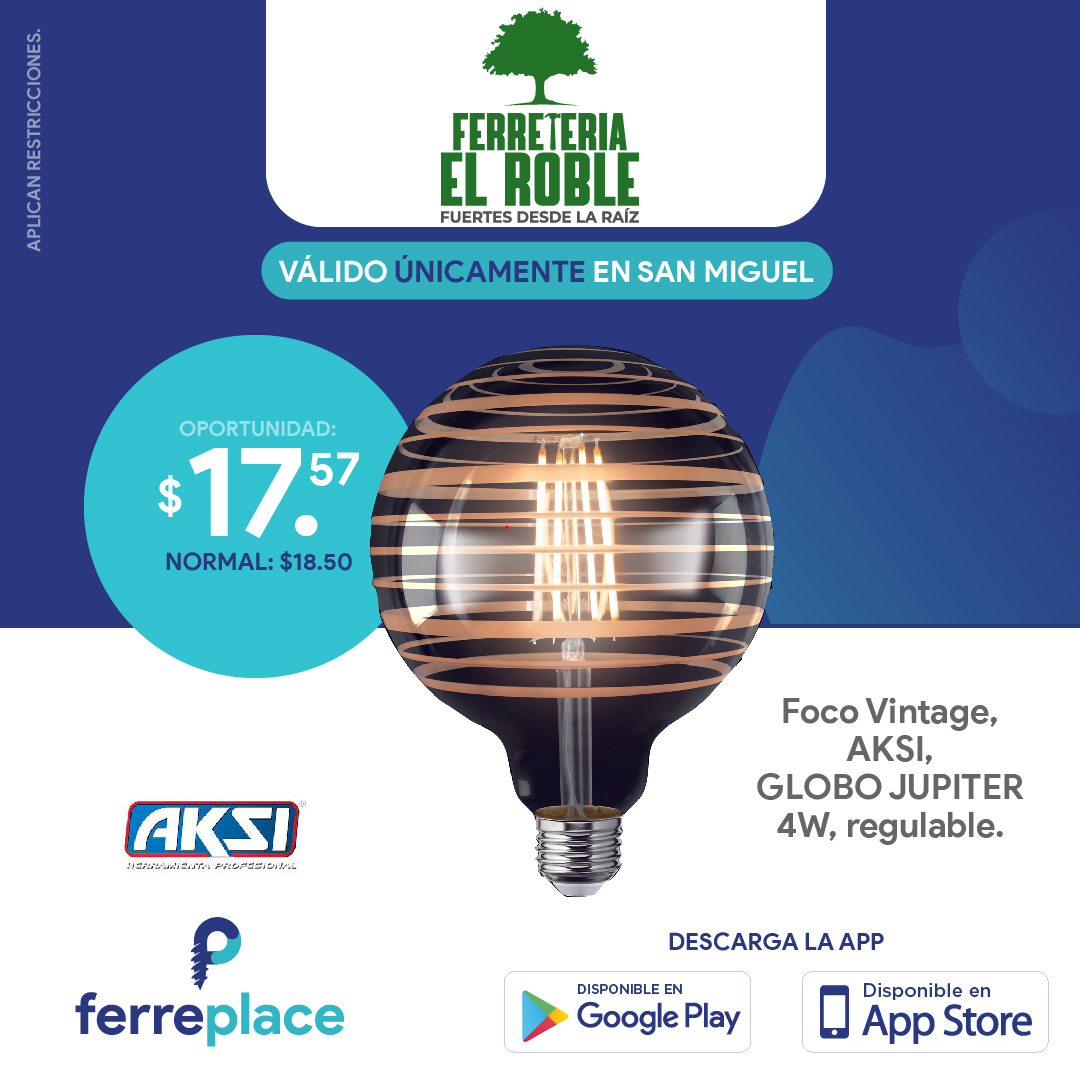 APLICAN RESTRICCIONES.
FERRETERIA
EL ROBLE
FUERTES DESDE LA RAÍZ
VÁLIDO ÚNICAMENTE EN SAN MIGUEL
OPORTUNIDAD:
$17.57
NORMAL: $18.50
Foco Vintage,
AKSI,
GLOBO JUPITER
4W, regulable.
AKSI®
HERRAMIENTA PROFESIONAL
ferreplace
DESCARGA LA APP
DISPONIBLE EN
Google Play
Disponible en
App Store